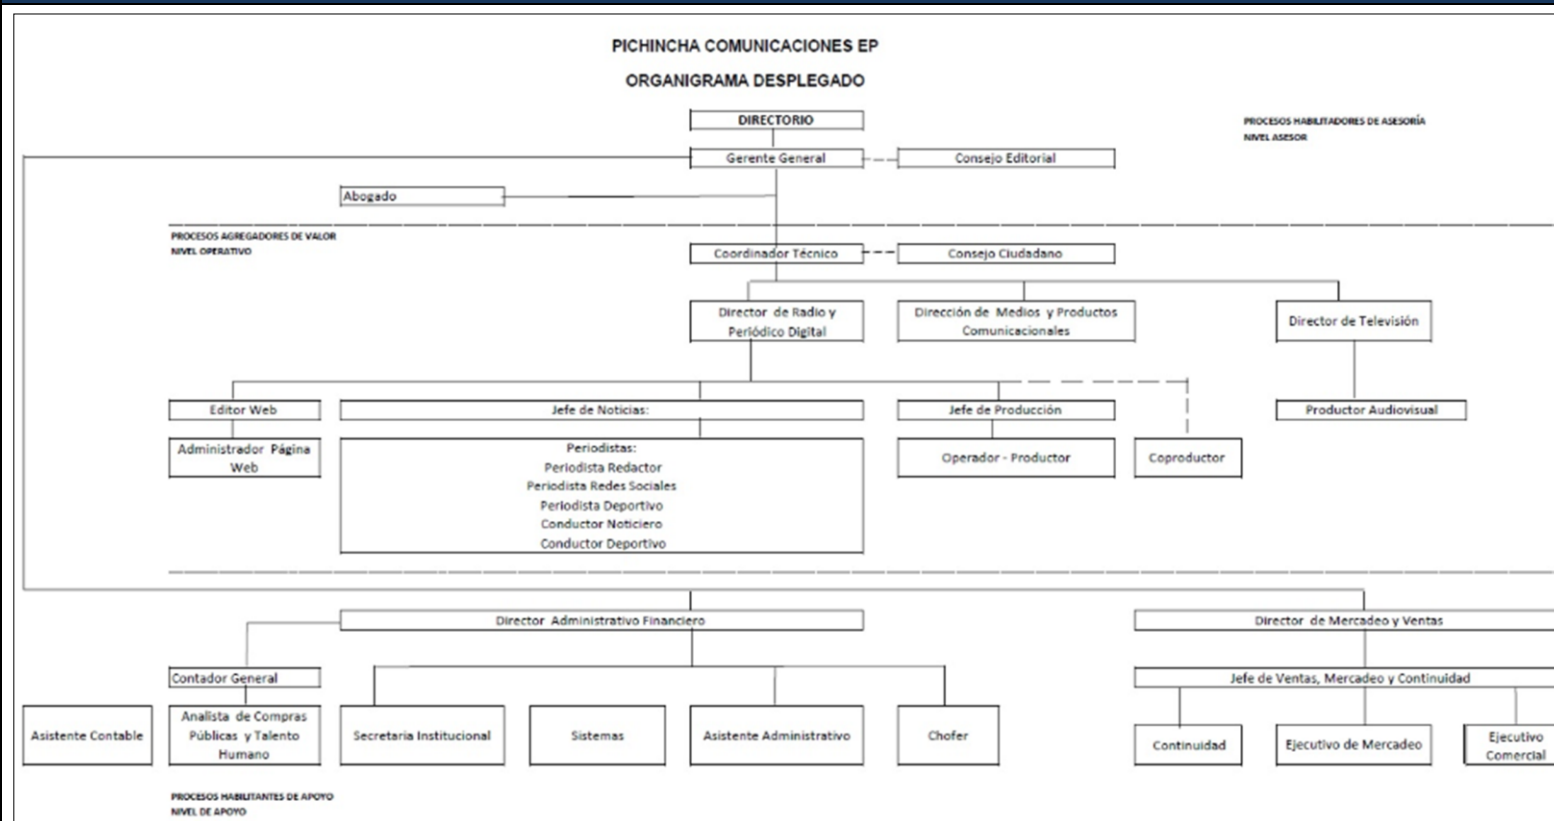 PICHINCHA COMUNICACIONES EP
ORGANIGRAMA DESPLEGADO
DIRECTORIO
PROCESOS HABILITADORES DE ASESORÍA
NIVEL ASESOR
Gerente General
Consejo Editorial
Abogado
PROCESOS AGREGADORES DE VALOR
NIVEL OPERATIVO
Coordinador Técnico
Consejo Ciudadano
Director de Radio y
Periódico Digital
Dirección de Medios y Productos
Comunicacionales
Director de Televisión
Editor Web
Jefe de Noticias:
Jefe de Producción
Productor Audiovisual
Administrador Página
Web
Periodistas:
Periodista Redactor
Periodista Redes Sociales
Periodista Deportivo
Conductor Noticiero
Conductor Deportivo
Operador - Productor
Coproductor
Director Administrativo Financiero
Director de Mercadeo y Ventas
Contador General
Jefe de Ventas, Mercadeo y Continuidad
Asistente Contable
Analista de Compras
Públicas y Talento
Humano
Secretaria Institucional
Sistemas
Asistente Administrativo
Chofer
Continuidad
Ejecutivo de Mercadeo
Ejecutivo
Comercial
PROCESOS HABILITANTES DE APOYO
NIVEL DE APOYO